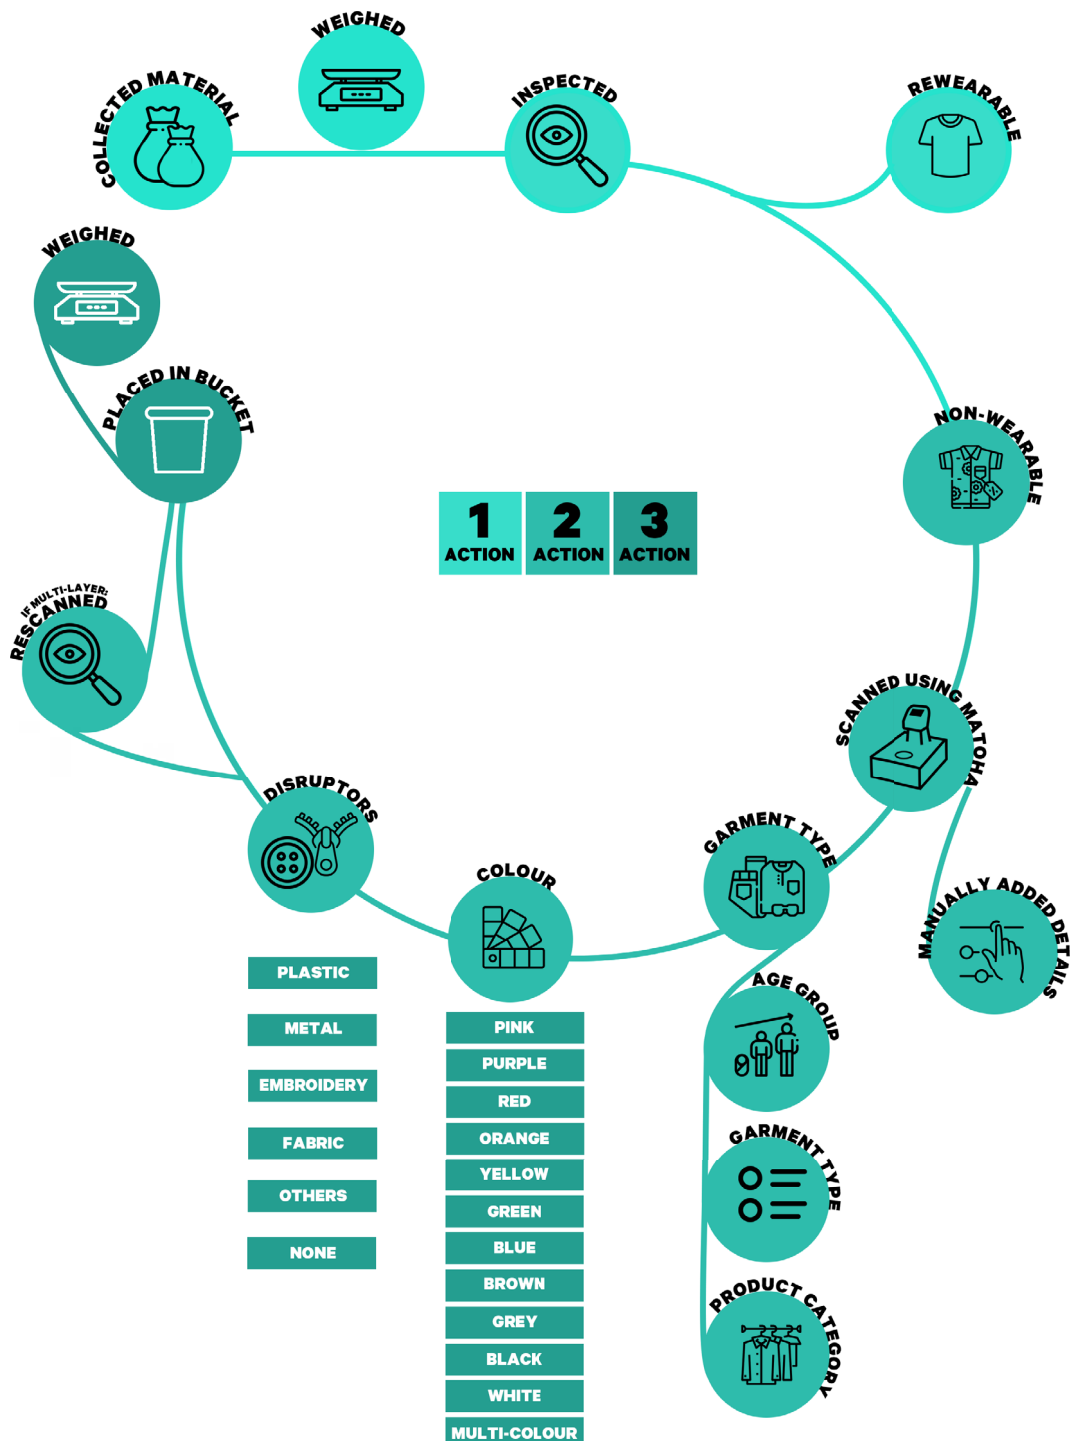 COLLECTED MATERIAL
WEIGHED
INSPECTED
REWEARABLE
NON-WEARABLE
SCANNED USING MATOHA
MANUALLY ADDED DETAILS
GARMENT TYPE
AGE GROUP
GARMENT TYPE
PRODUCT CATEGORY
COLOUR
PINK
PURPLE
RED
ORANGE
YELLOW
GREEN
BLUE
BROWN
GREY
BLACK
WHITE
MULTI-COLOUR
DISRUPTORS
PLASTIC
METAL
EMBROIDERY
FABRIC
OTHERS
NONE
IF MULTI-LAYER:
RESCANNED
PLACED IN BUCKET
WEIGHED
1
ACTION
2
ACTION
3
ACTION